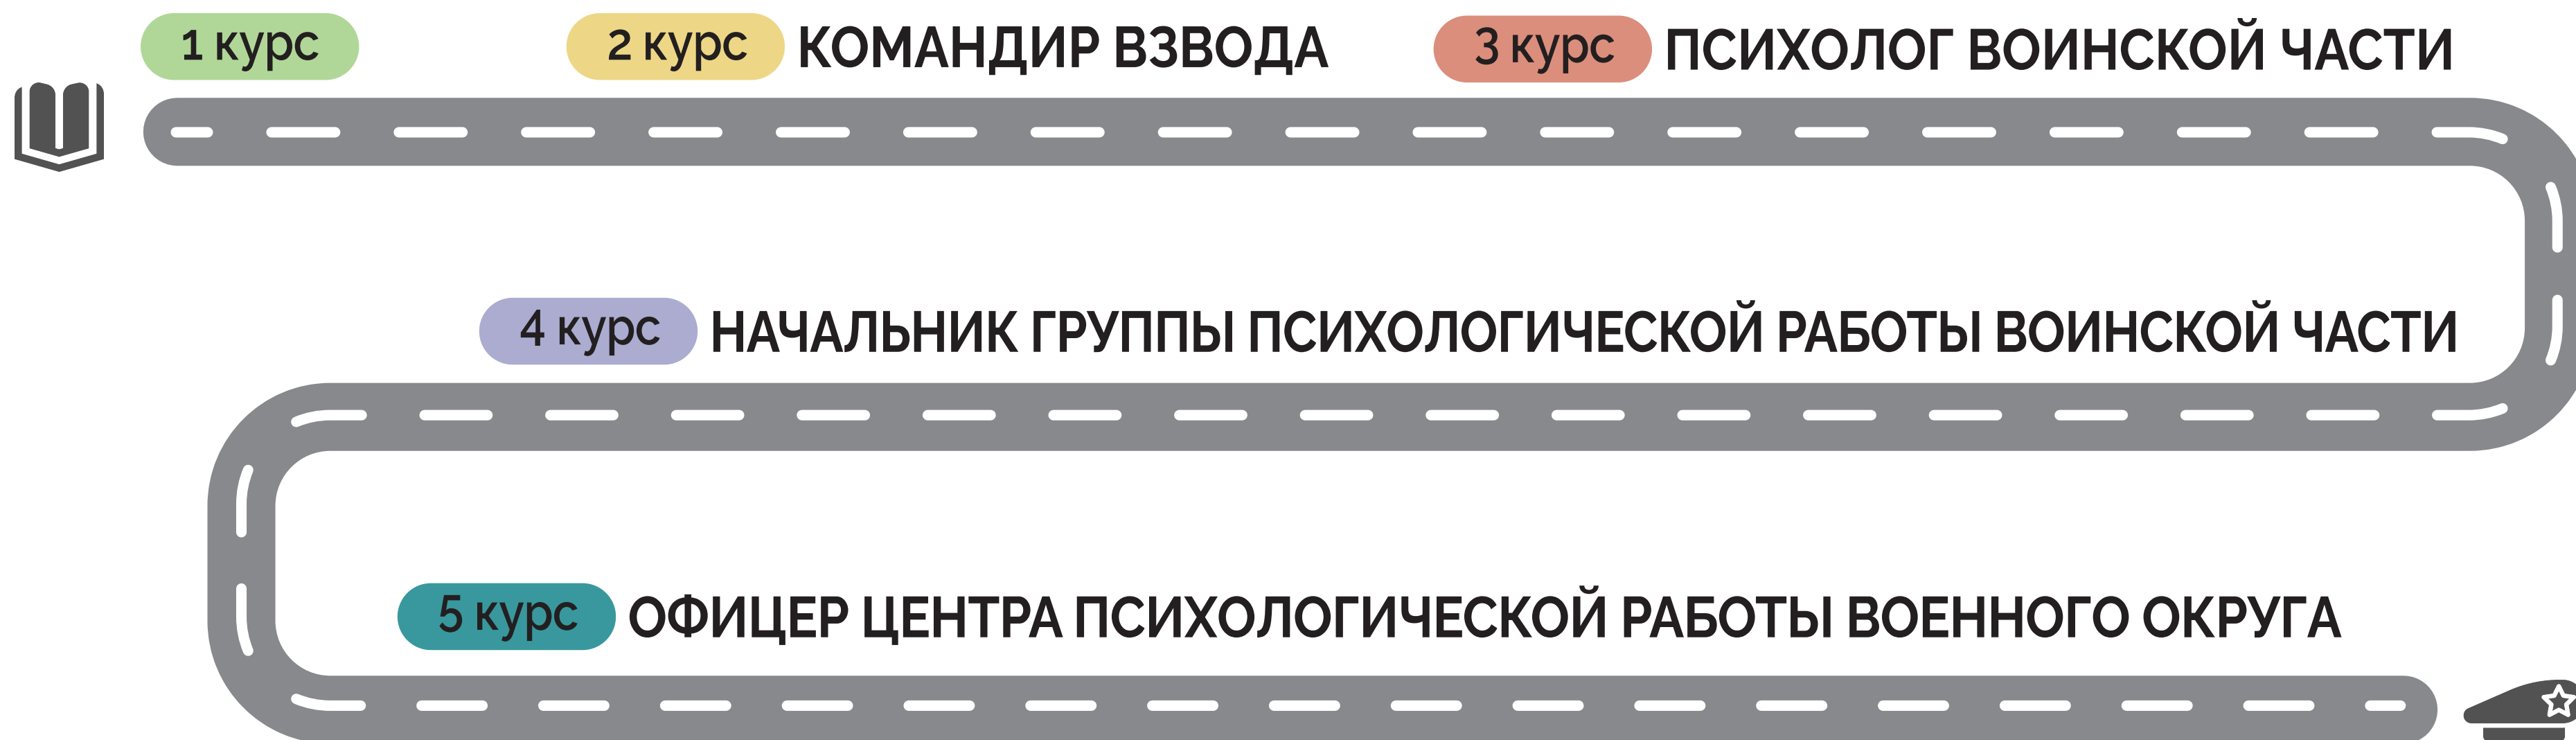 1 курс
2 курс КОМАНДИР ВЗВОДА
3 курс ПСИХОЛОГ ВОИНСКОЙ ЧАСТИ
4 курс НАЧАЛЬНИК ГРУППЫ ПСИХОЛОГИЧЕСКОЙ РАБОТЫ ВОИНСКОЙ ЧАСТИ
5 курс ОФИЦЕР ЦЕНТРА ПСИХОЛОГИЧЕСКОЙ РАБОТЫ ВОЕННОГО ОКРУГА